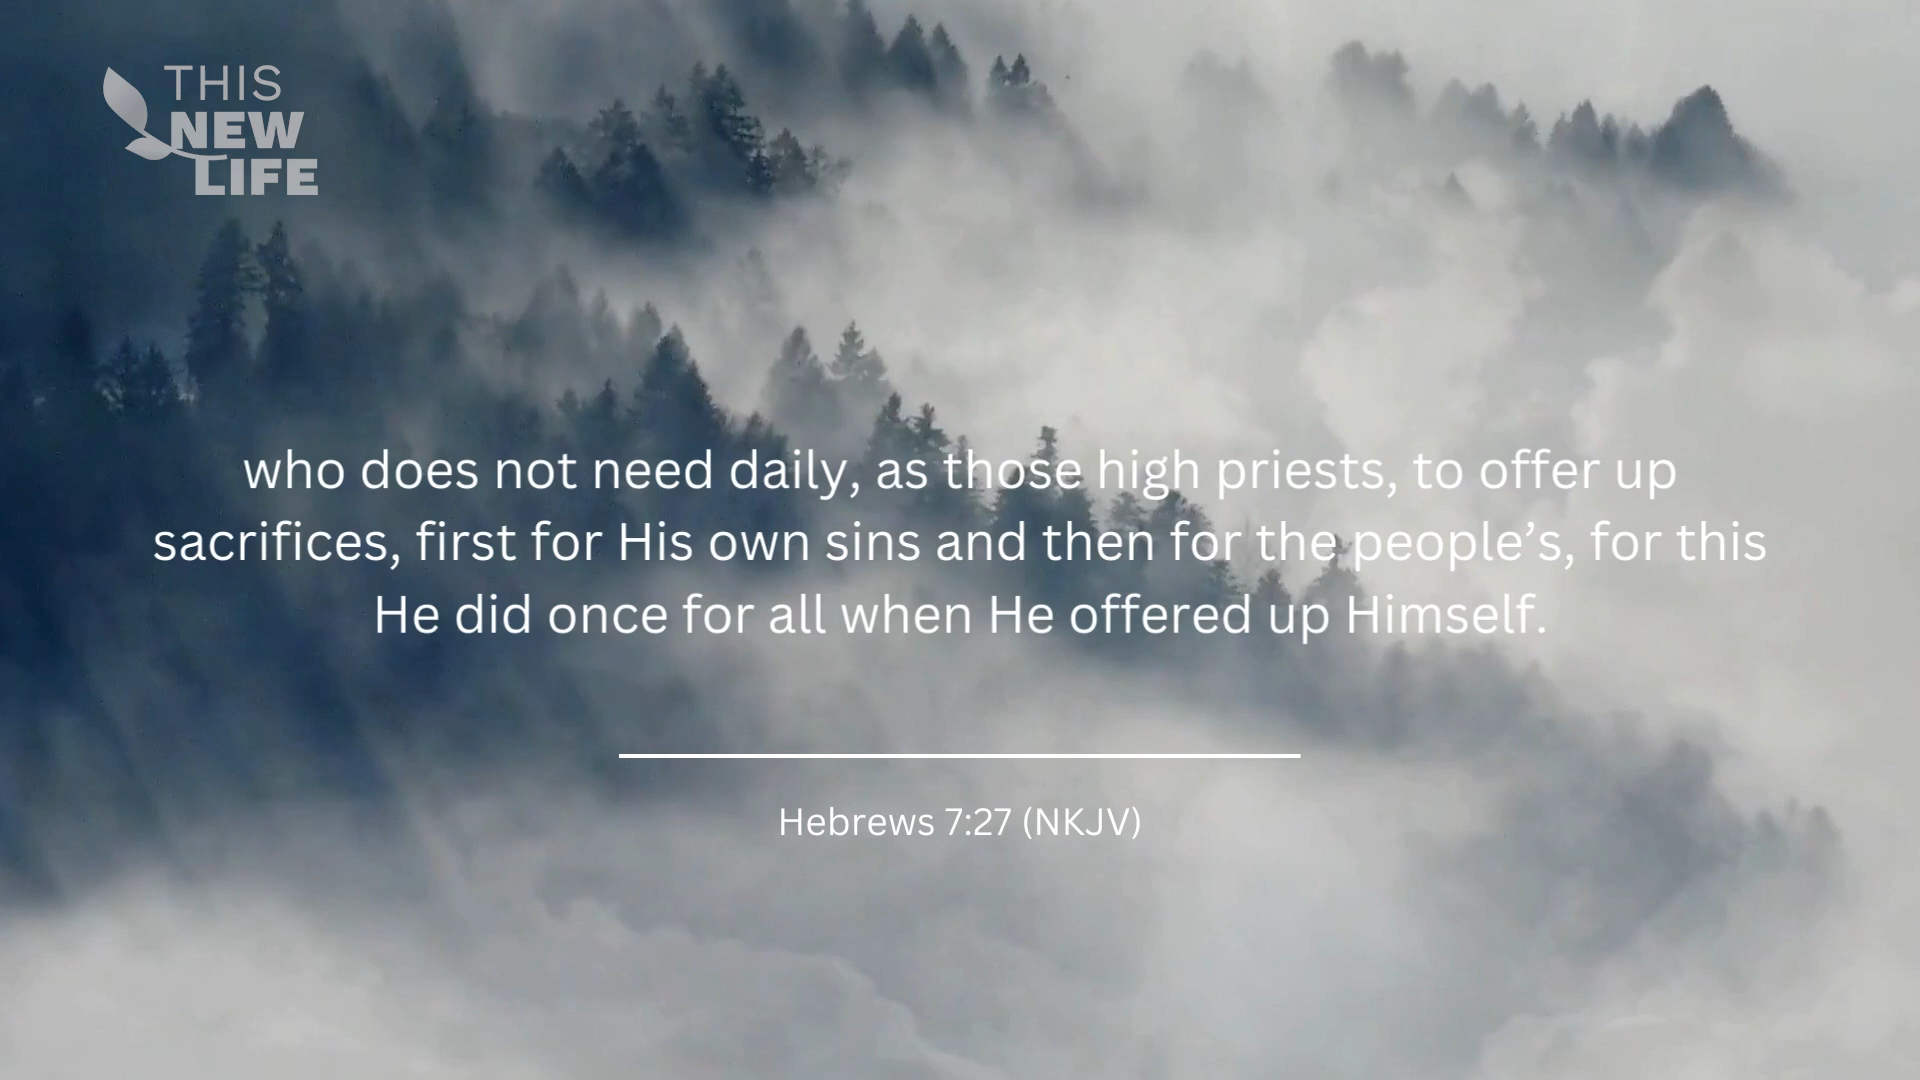 THIS
NEW
LIFE
who does not need daily, as those high priests, to offer up
sacrifices, first for His own sins and then for the people’s, for this
He did once for all when He offered up Himself.
Hebrews 7:27 (NKJV)